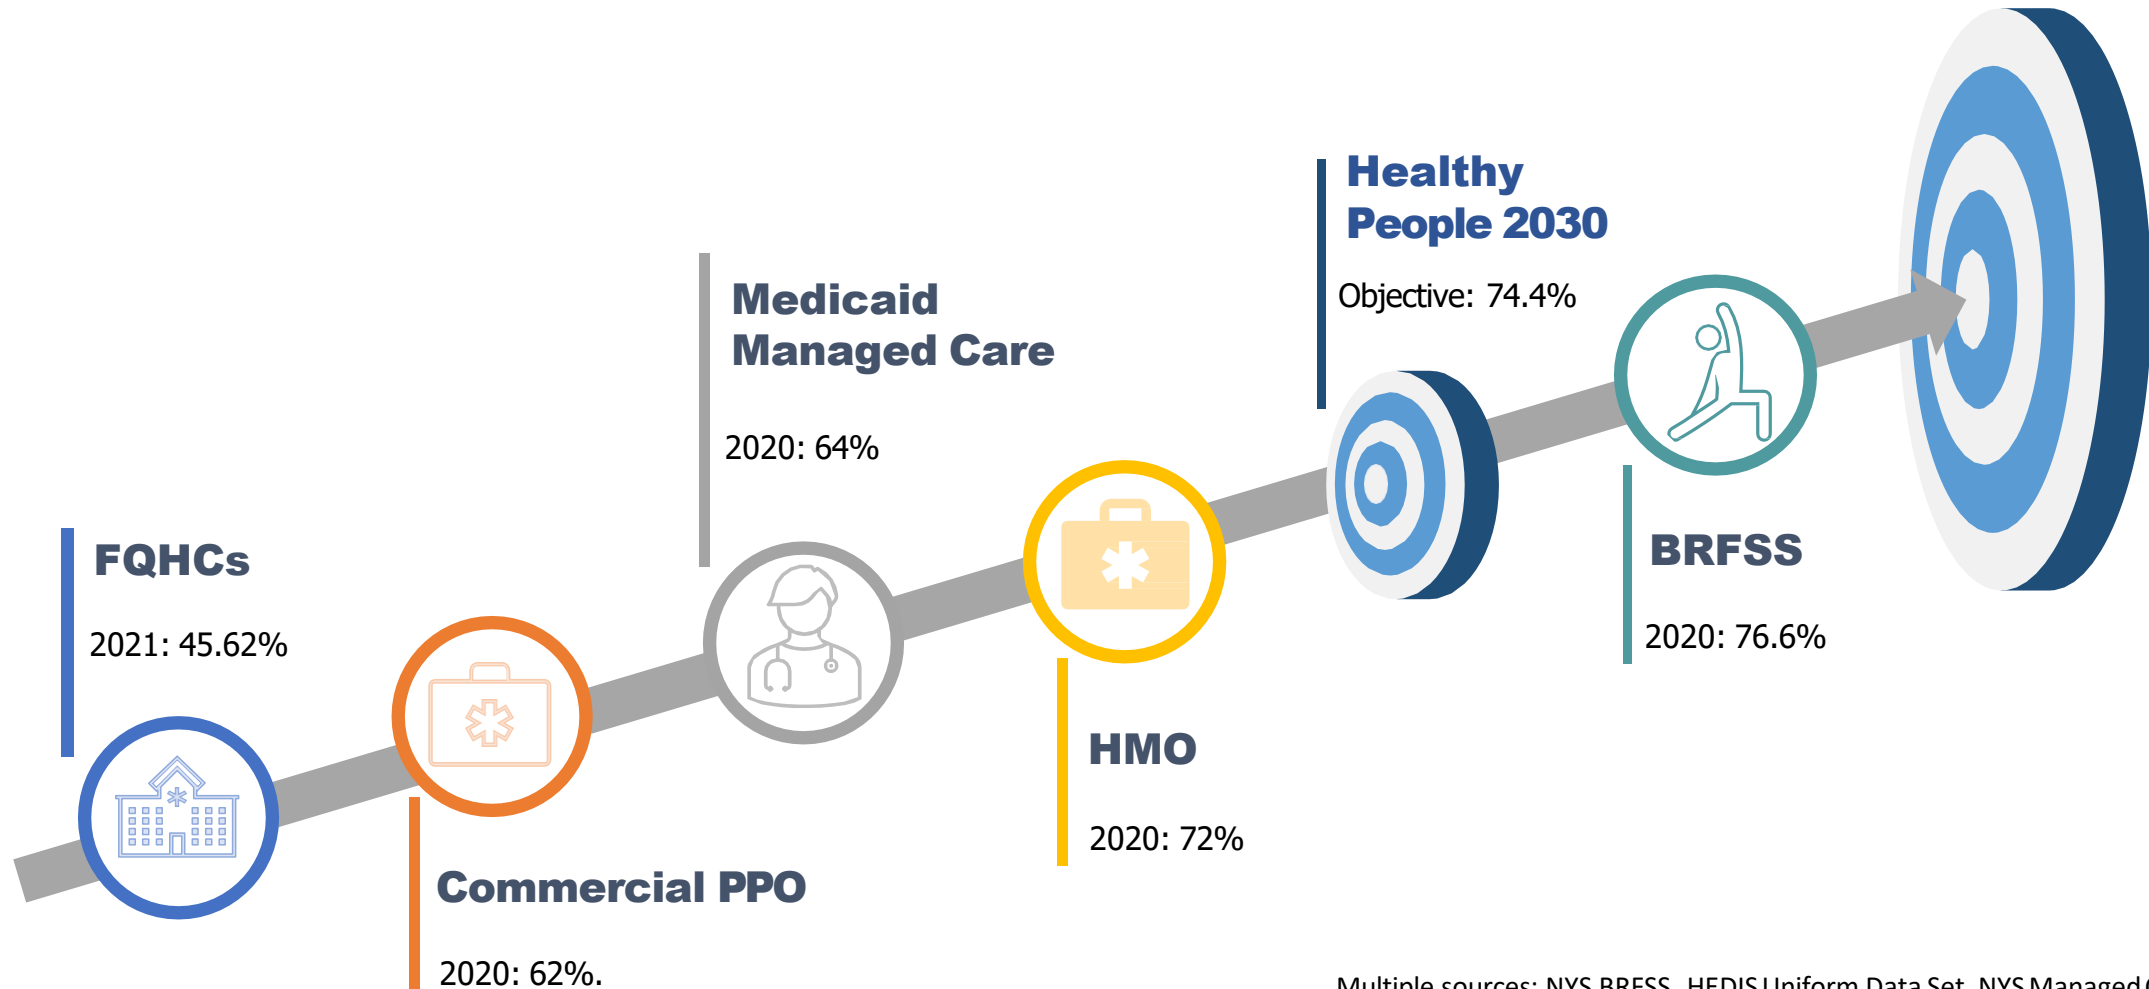 Healthy
People 2030
Objective: 74.4%
Medicaid
Managed Care
2020: 64%
FQHCs
2021: 45.62%
BRFSS
2020: 76.6%
HMO
2020: 72%
Commercial PPO
2020: 62%.
Multiple sources: NYS BRFSS, HEDIS Uniform Data Set, NYS Managed